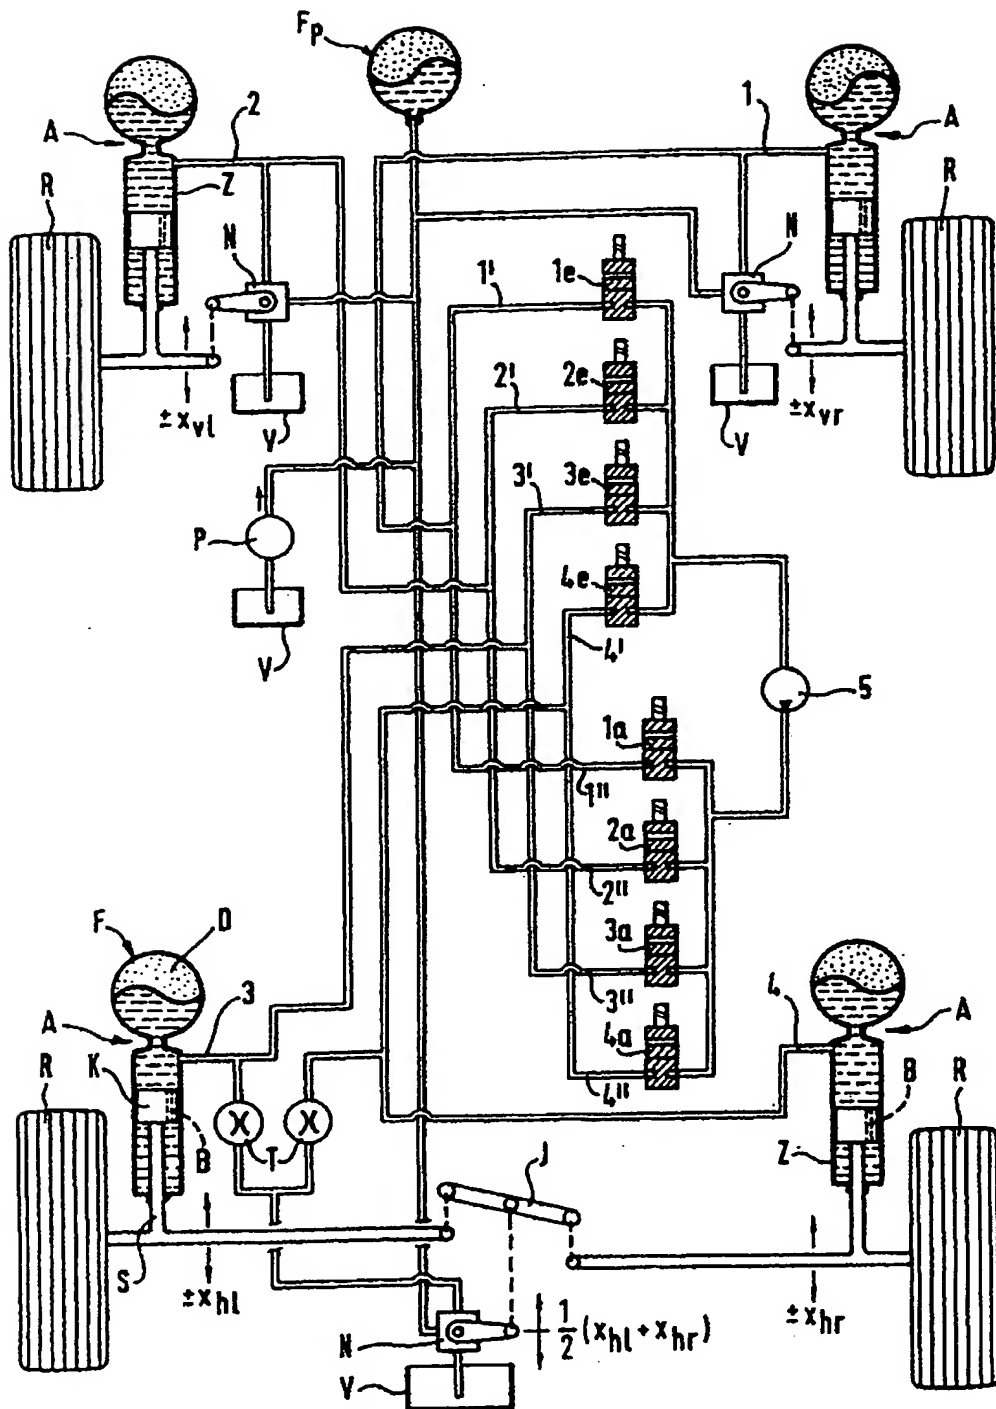 Fp
2
1
A
A
R
Z
R
N
N
1e
1'
2e
2'
±xvl
±xvr
V
V
3e
3'
P
4e
V
4'
5
1a
1"
2a
2"
F
D
3a
3
3"
4
A
A
4a
K
R
B
R
4"
T
B
Z
J
S
±xhl
±xhr
1/2 (xhl + xhr)
N
V